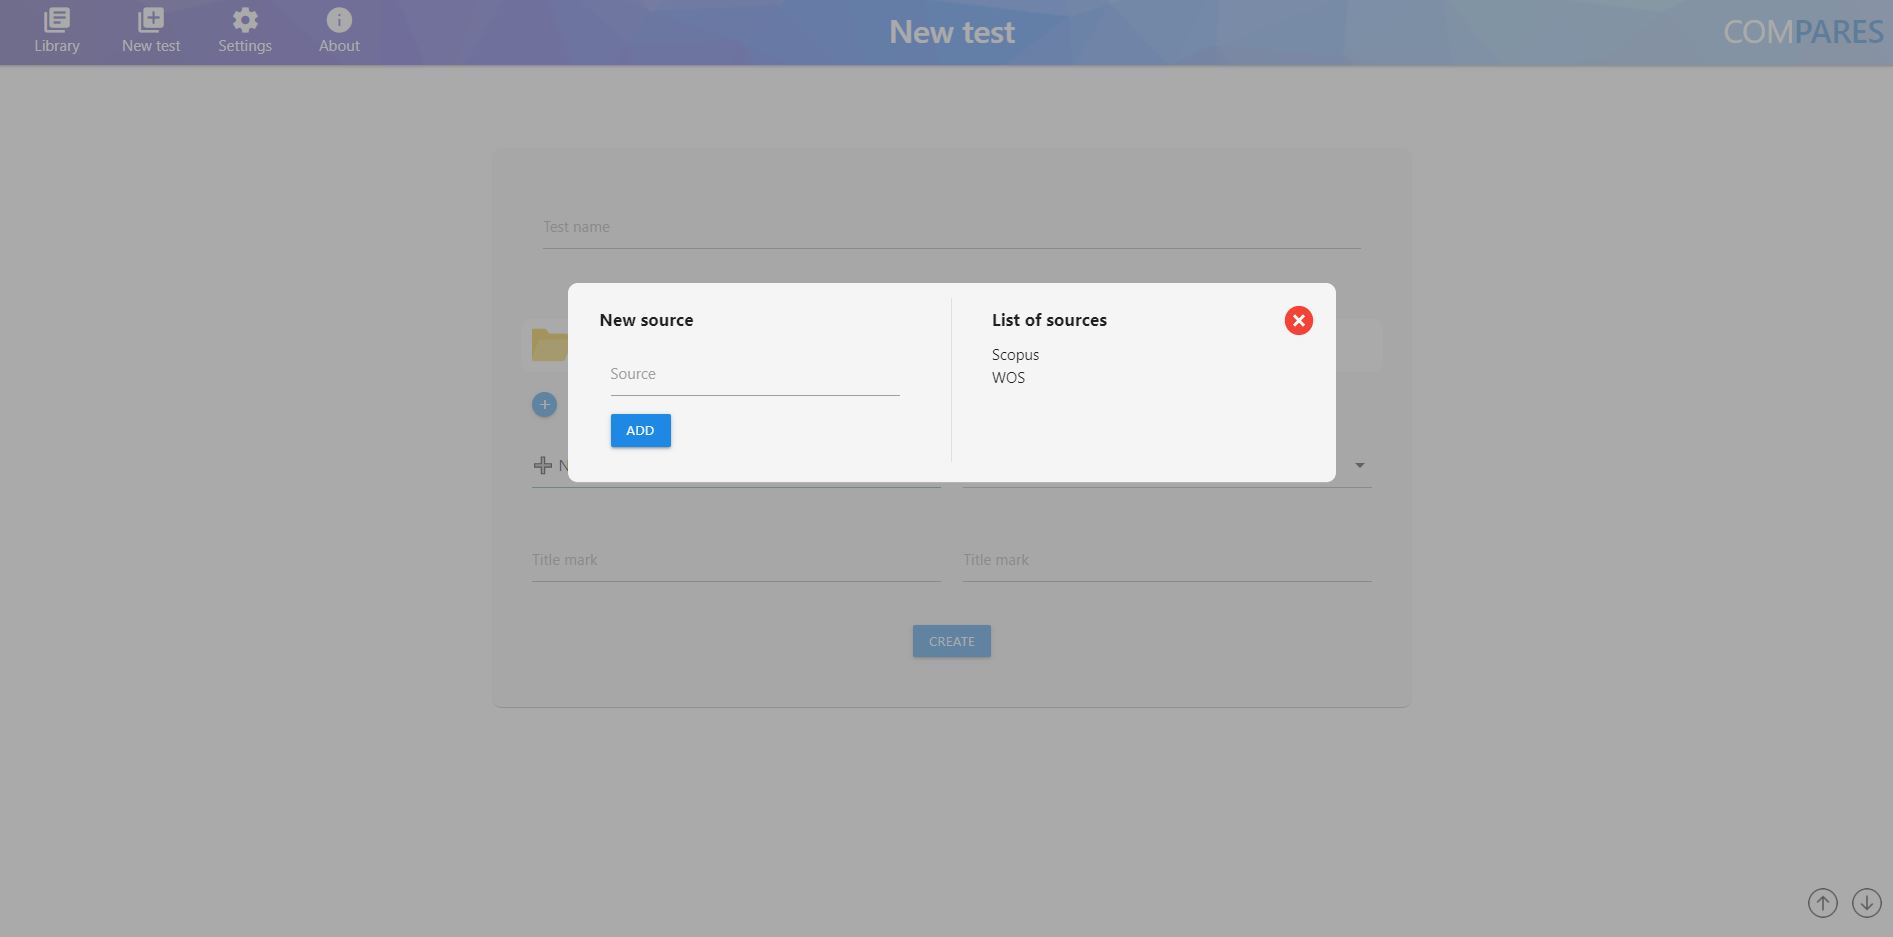 Library
New test
Settings
About
New test
COMPARES
Test name
New source
List of sources
Source
Scopus
WOS
ADD
N
Title mark
Title mark
CREATE